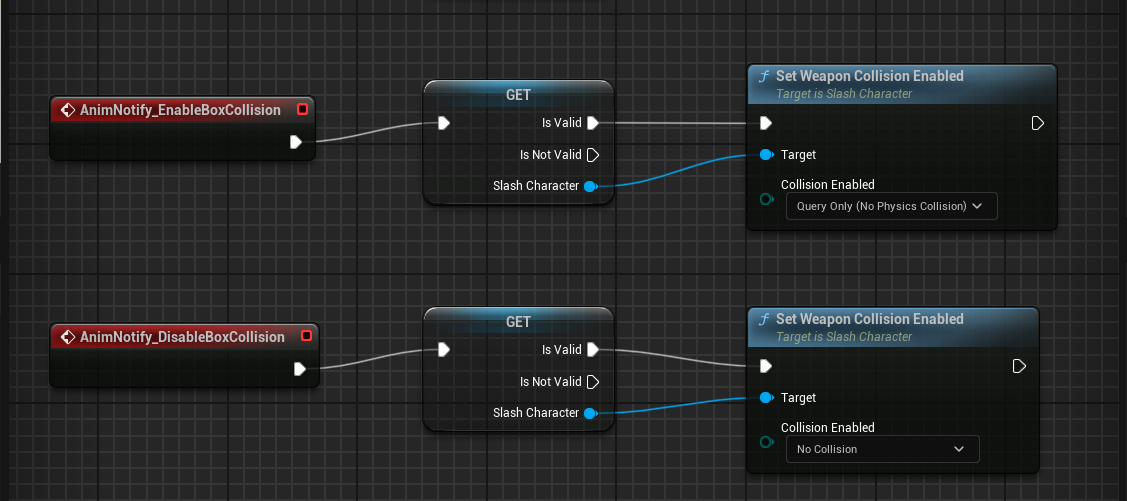 AnimNotify_EnableBoxCollision
GET
Is Valid
Is Not Valid
Slash Character
f Set Weapon Collision Enabled
Target is Slash Character
Target
Collision Enabled
Query Only (No Physics Collision)
AnimNotify_DisableBoxCollision
GET
Is Valid
Is Not Valid
Slash Character
f Set Weapon Collision Enabled
Target is Slash Character
Target
Collision Enabled
No Collision